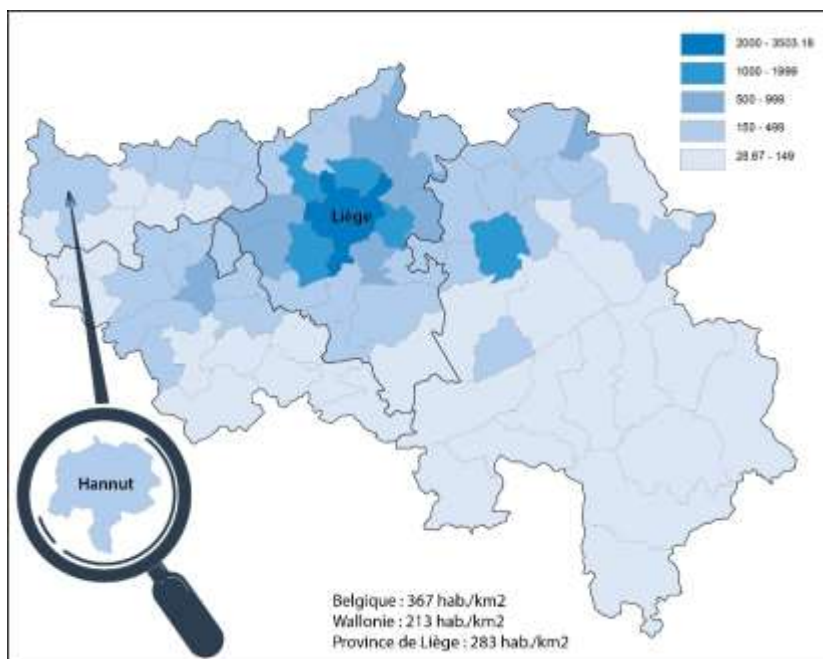 2000 - 3503.16
1000 - 1999
500 - 999
150 - 499
28.67 - 149
Liège
Hannut
Belgique : 367 hab./km2
Wallonie : 213 hab./km2
Province de Liège : 283 hab./km2